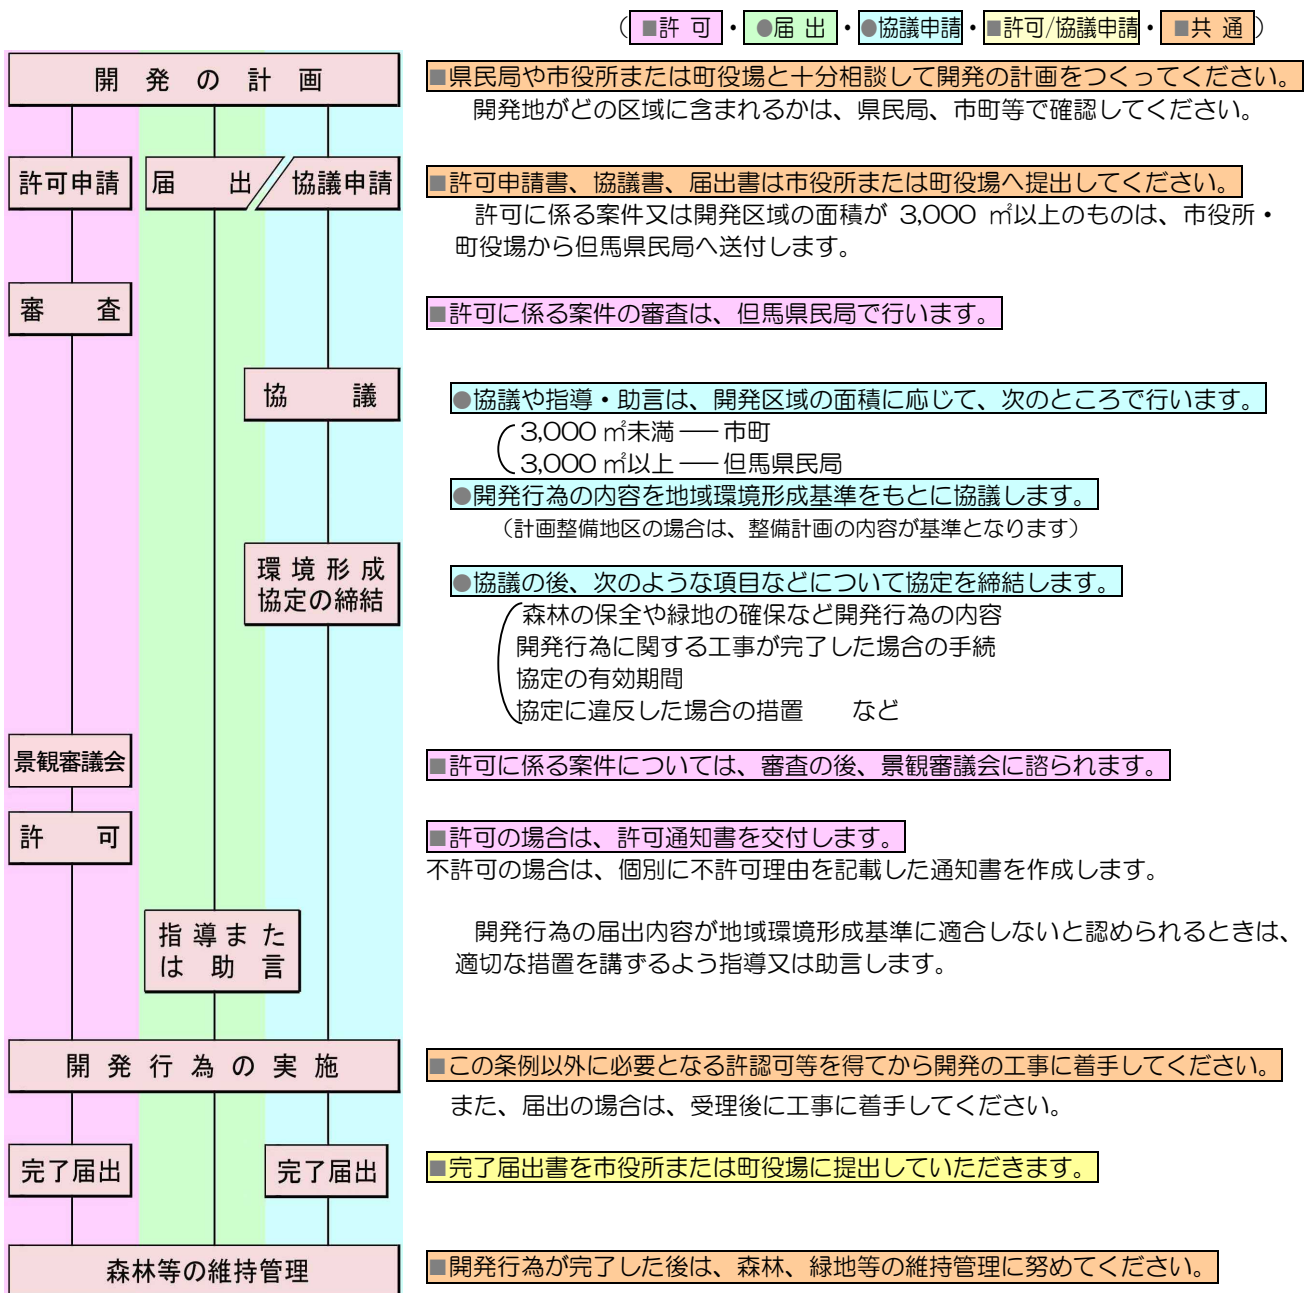 （■許 可・●届 出・●協議申請・■許可/協議申請・■共 通）
開発の計画
■県民局や市役所または町役場と十分相談して開発の計画をつくってください。
開発地がどの区域に含まれるかは、県民局、市町等で確認してください。
許可申請
届出
協議申請
■許可申請書、協議書、届出書は市役所または町役場へ提出してください。
許可に係る案件又は開発区域の面積が 3,000 ㎡以上のものは、市役所・
町役場から但馬県民局へ送付します。
審査
■許可に係る案件の審査は、但馬県民局で行います。
協議
●協議や指導・助言は、開発区域の面積に応じて、次のところで行います。
3,000 ㎡未満 ── 市町
3,000 ㎡以上 ── 但馬県民局
●開発行為の内容を地域環境形成基準をもとに協議します。
（計画整備地区の場合は、整備計画の内容が基準となります）
環境形成
協定の締結
●協議の後、次のような項目などについて協定を締結します。
森林の保全や緑地の確保など開発行為の内容
開発行為に関する工事が完了した場合の手続
協定の有効期間
協定に違反した場合の措置　など
景観審議会
■許可に係る案件については、審査の後、景観審議会に諮られます。
許可
■許可の場合は、許可通知書を交付します。
不許可の場合は、個別に不許可理由を記載した通知書を作成します。
指導また
は助言
開発行為の届出内容が地域環境形成基準に適合しないと認められるときは、
適切な措置を講ずるよう指導又は助言します。
開発行為の実施
■この条例以外に必要となる許認可等を得てから開発の工事に着手してください。
また、届出の場合は、受理後に工事に着手してください。
完了届出
完了届出
■完了届出書を市役所または町役場に提出していただきます。
森林等の維持管理
■開発行為が完了した後は、森林、緑地等の維持管理に努めてください。